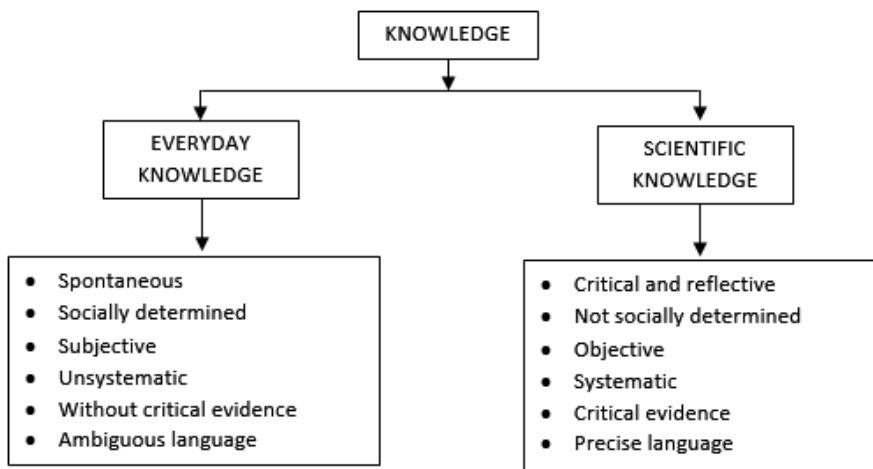 KNOWLEDGE
EVERYDAY
KNOWLEDGE
SCIENTIFIC
KNOWLEDGE
• Spontaneous
• Socially determined
• Subjective
• Unsystematic
• Without critical evidence
• Ambiguous language
• Critical and reflective
• Not socially determined
• Objective
• Systematic
• Critical evidence
• Precise language